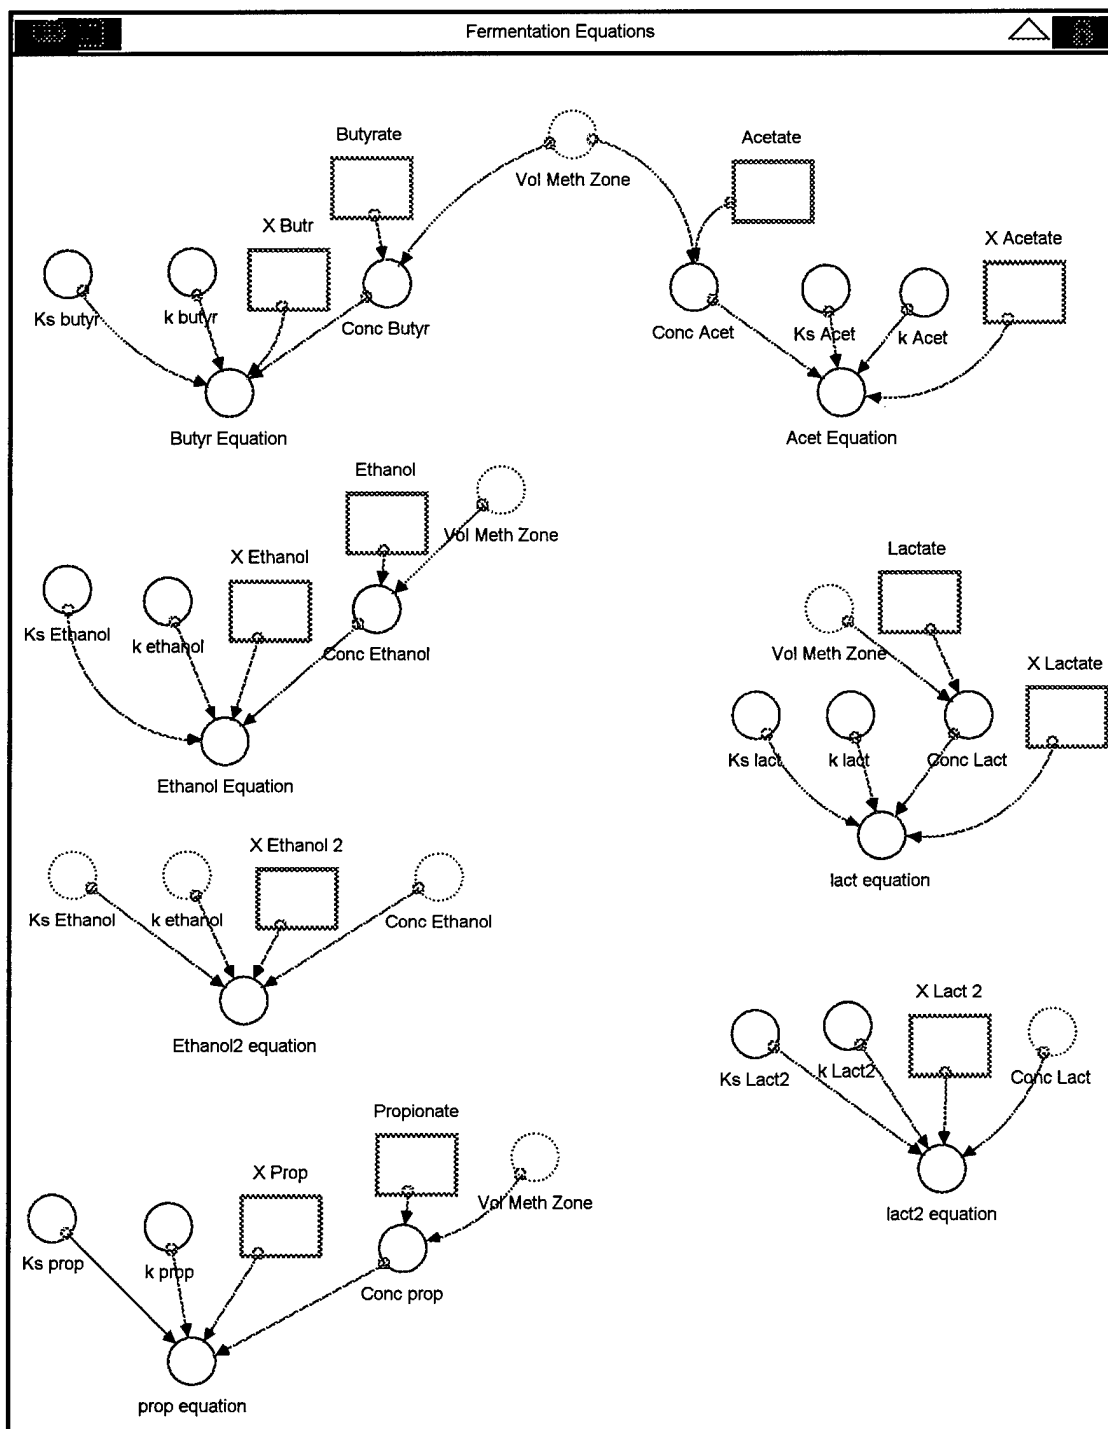 Fermentation Equations
Butyrate
Acetate
Vol Meth Zone
X Butr
X Acetate
Ks butyr
k butyr
Conc Butyr
Conc Acet
Ks Acet
k Acet
Butyr Equation
Acet Equation
Ethanol
Vol Meth Zone
X Ethanol
Lactate
Ks Ethanol
k ethanol
Conc Ethanol
Vol Meth Zone
X Lactate
Ks lact
k lact
Conc Lact
Ethanol Equation
X Ethanol 2
lact equation
Ks Ethanol
k ethanol
Conc Ethanol
X Lact 2
Ethanol2 equation
Ks Lact2
k Lact2
Conc Lact
Propionate
X Prop
Vol Meth Zone
lact2 equation
Ks prop
k prop
Conc prop
prop equation